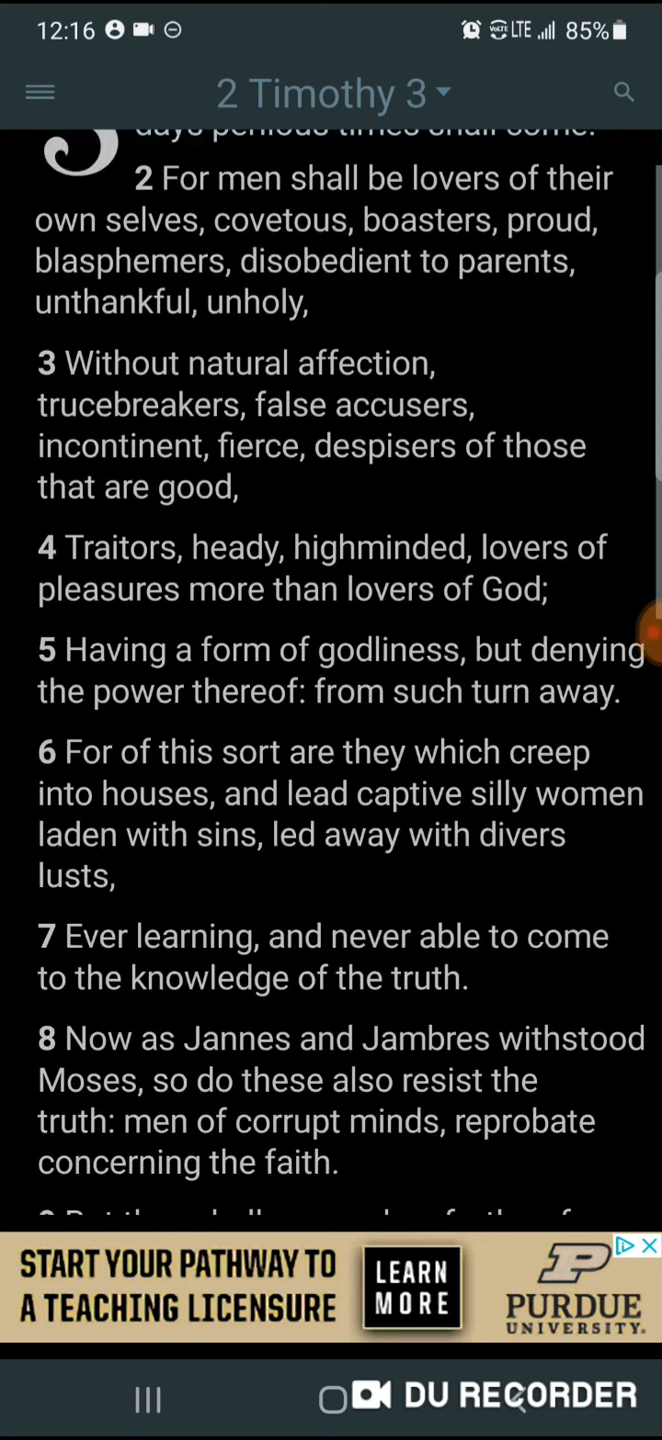 12:16
LTE 85%
2 Timothy 3
3 days perilous times shall come.
2 For men shall be lovers of their
own selves, covetous, boasters, proud,
blasphemers, disobedient to parents,
unthankful, unholy,
3 Without natural affection,
trucebreakers, false accusers,
incontinent, fierce, despisers of those
that are good,
4 Traitors, heady, highminded, lovers of
pleasures more than lovers of God;
5 Having a form of godliness, but denying
the power thereof: from such turn away.
6 For of this sort are they which creep
into houses, and lead captive silly women
laden with sins, led away with divers
lusts,
7 Ever learning, and never able to come
to the knowledge of the truth.
8 Now as Jannes and Jambres withstood
Moses, so do these also resist the
truth: men of corrupt minds, reprobate
concerning the faith.
START YOUR PATHWAY TO
A TEACHING LICENSURE
LEARN
MORE
P
PURDUE
UNIVERSITY.
DU RECORDER